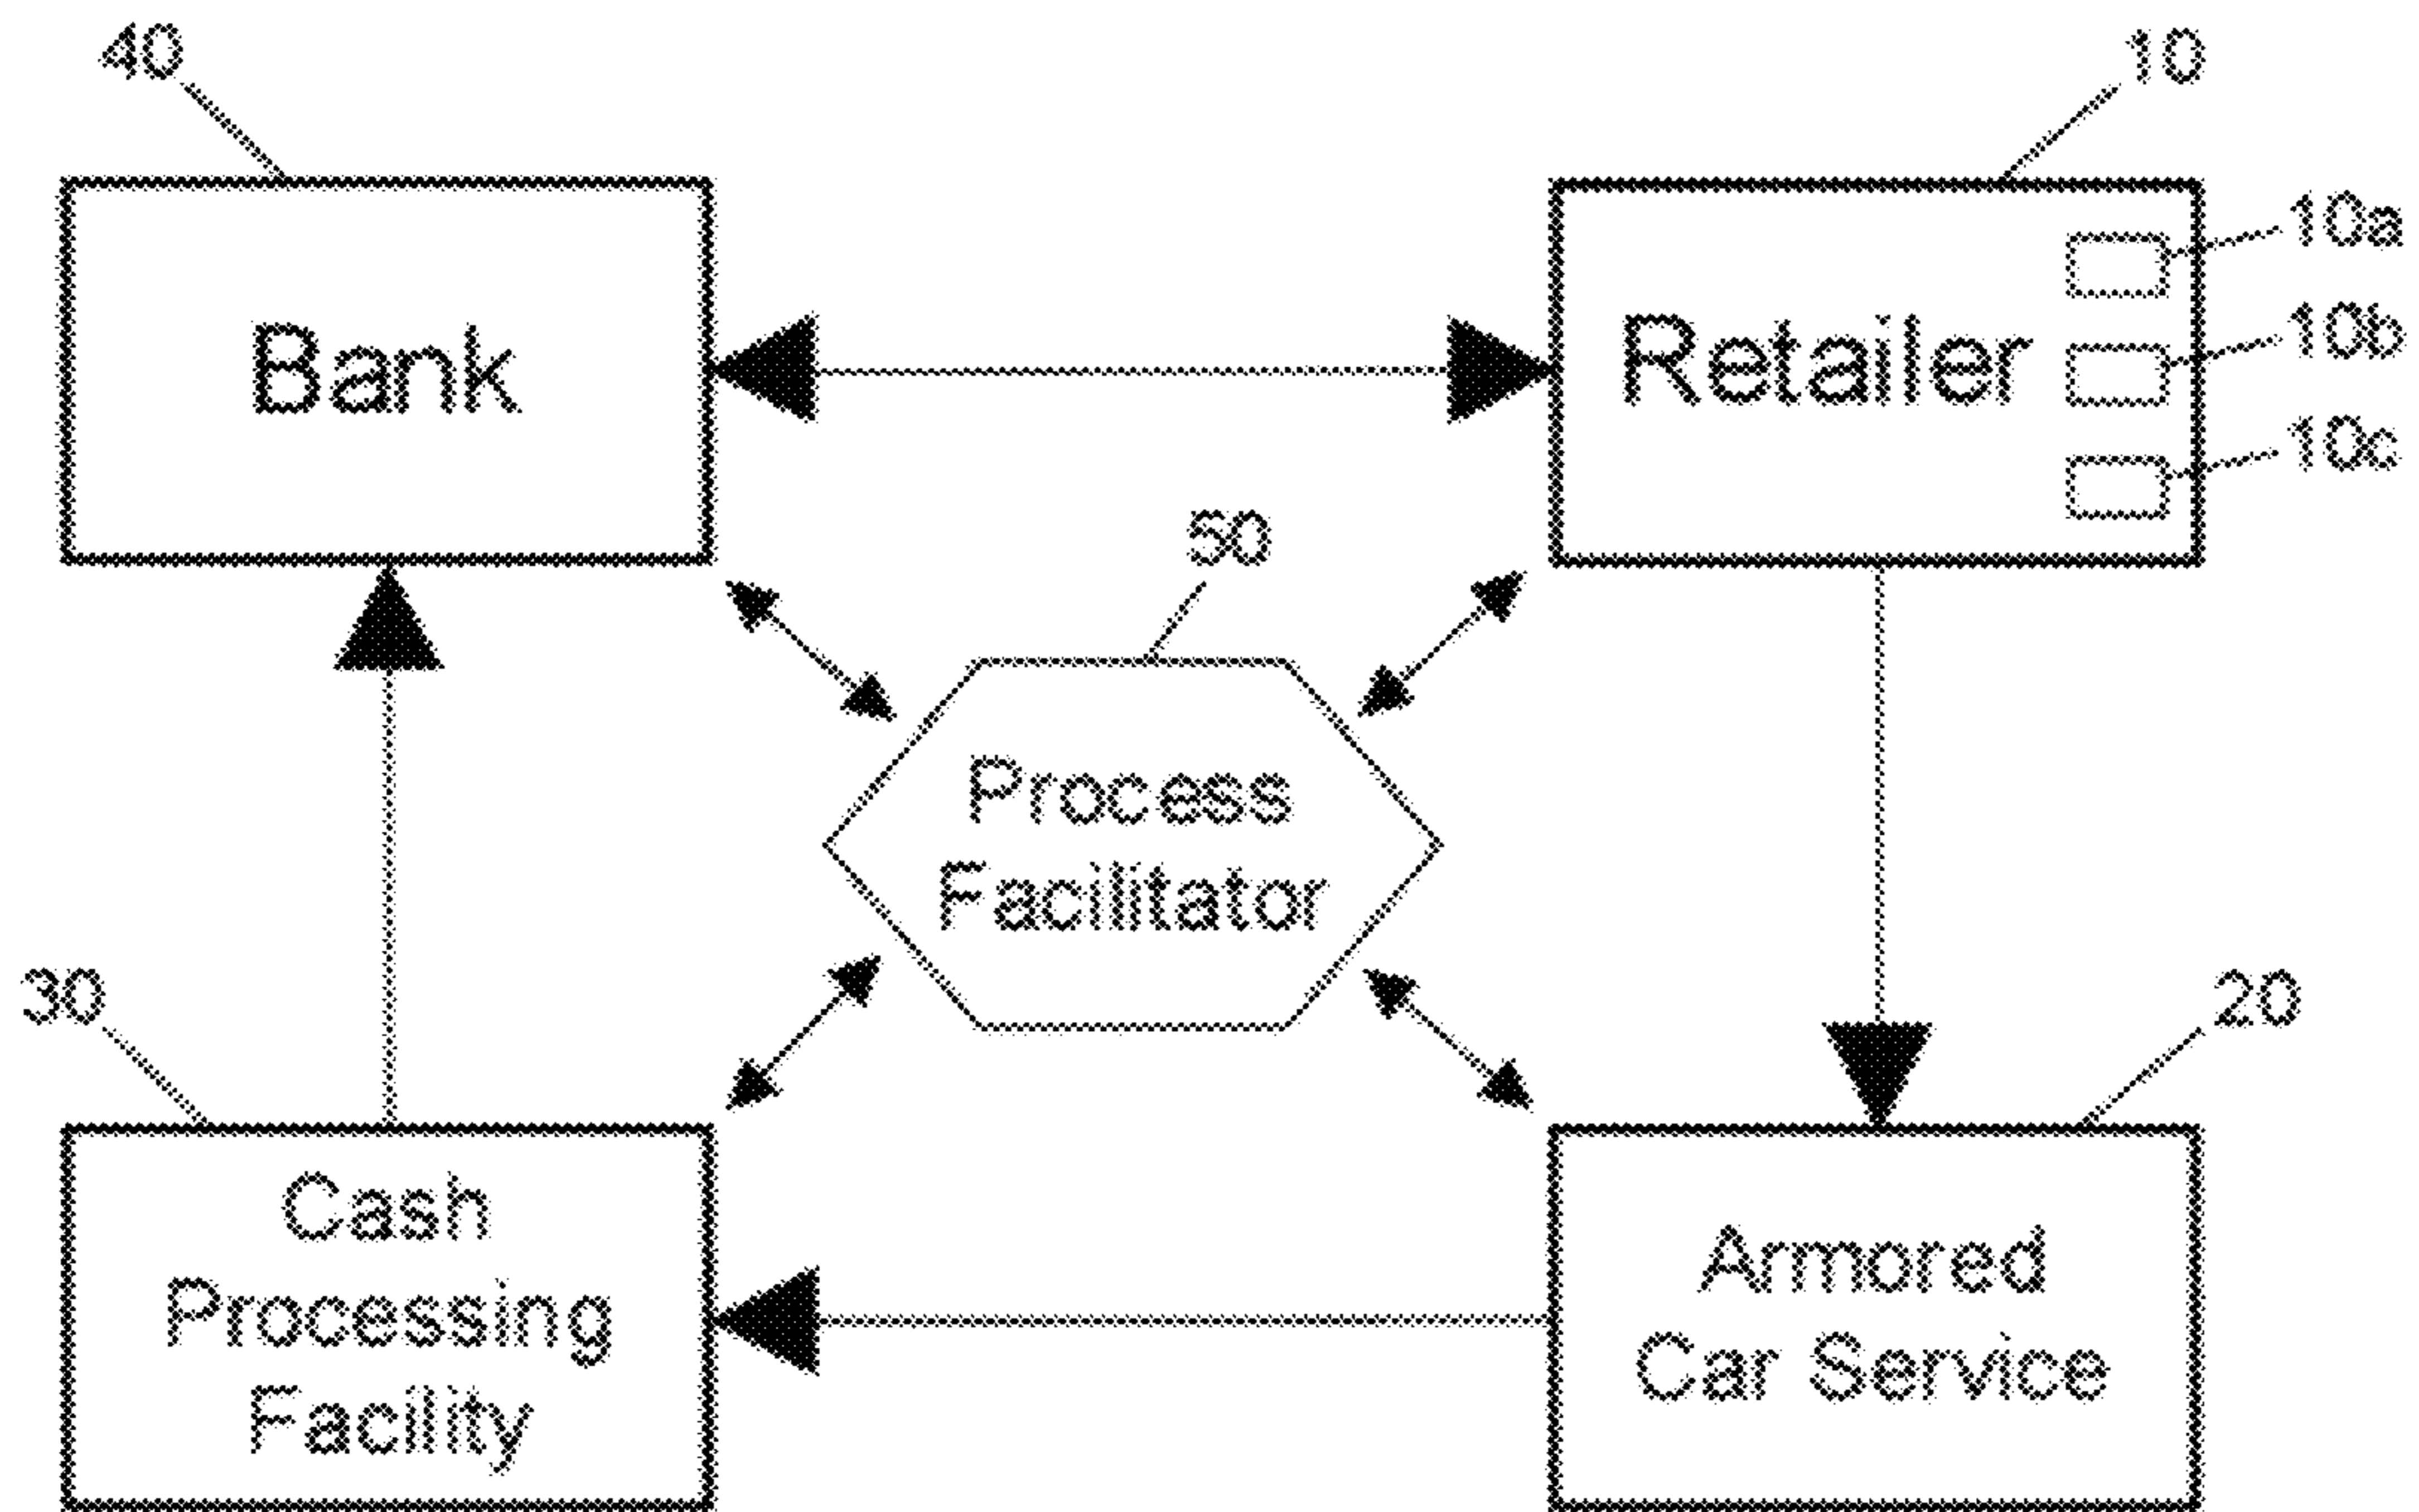 40
10
10a
Bank
Retailer
10b
10c
50
Process
Facilitator
30
20
Cash
Processing
Facility
Armored
Car Service